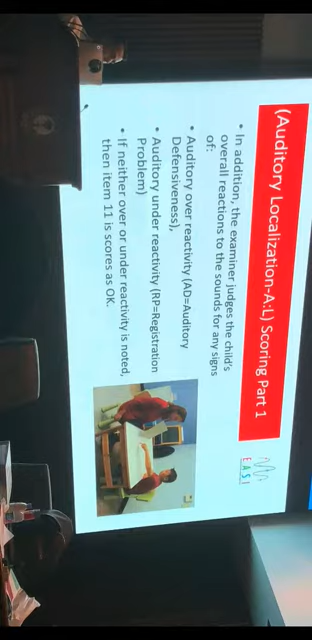 (Auditory Localization-A:L) Scoring Part 1
EASI
• In addition, the examiner judges the child's
overall reactions to the sounds for any signs
of:
• Auditory over reactivity (AD=Auditory
Defensiveness),
• Auditory under reactivity (RP=Registration
Problem)
• If neither over or under reactivity is noted,
then item 11 is scores as OK.